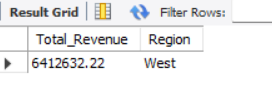 Result Grid Filter Rows:
Total_Revenue Region
6412632.22 West